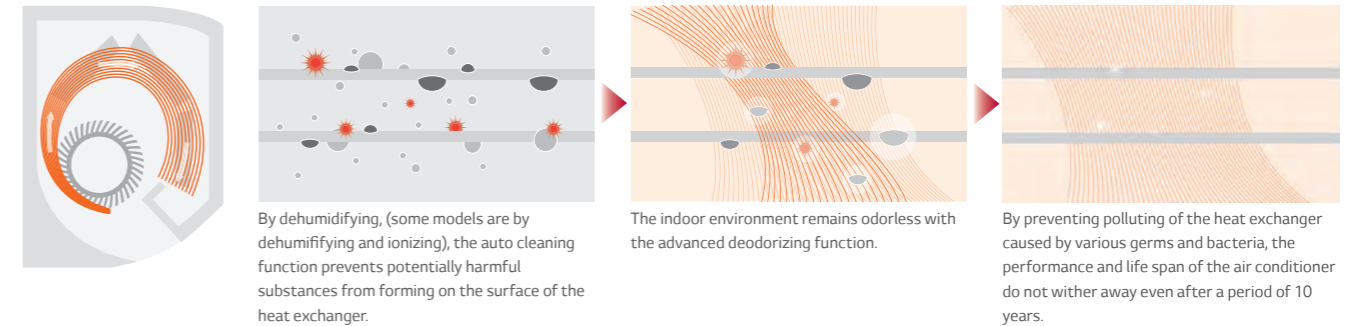 By dehumidifying, (some models are by
dehumififying and ionizing), the auto cleaning
function prevents potentially harmful
substances from forming on the surface of the
heat exchanger.
The indoor environment remains odorless with
the advanced deodorizing function.
By preventing polluting of the heat exchanger
caused by various germs and bacteria, the
performance and life span of the air conditioner
do not wither away even after a period of 10
years.